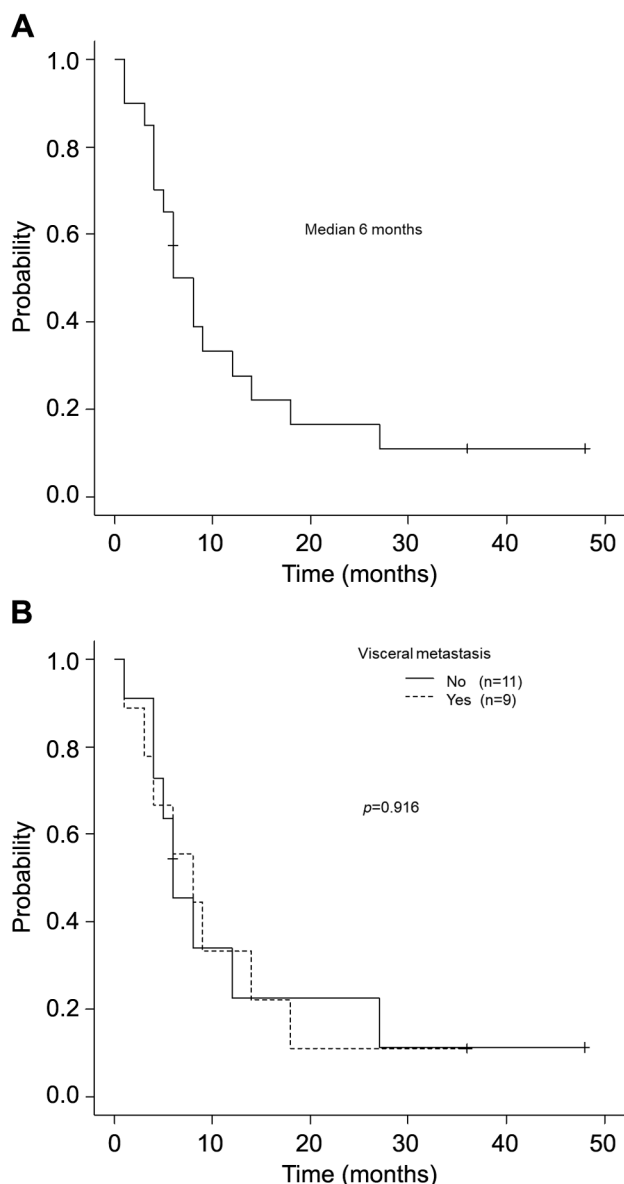 A
1.0
0.8
0.6
0.4
0.2
0.0
Probability
Median 6 months
0 10 20 30 40 50
Time (months)
B
1.0
0.8
0.6
0.4
0.2
0.0
Probability
Visceral metastasis
No (n=11)
Yes (n=9)
p=0.916
0 10 20 30 40 50
Time (months)